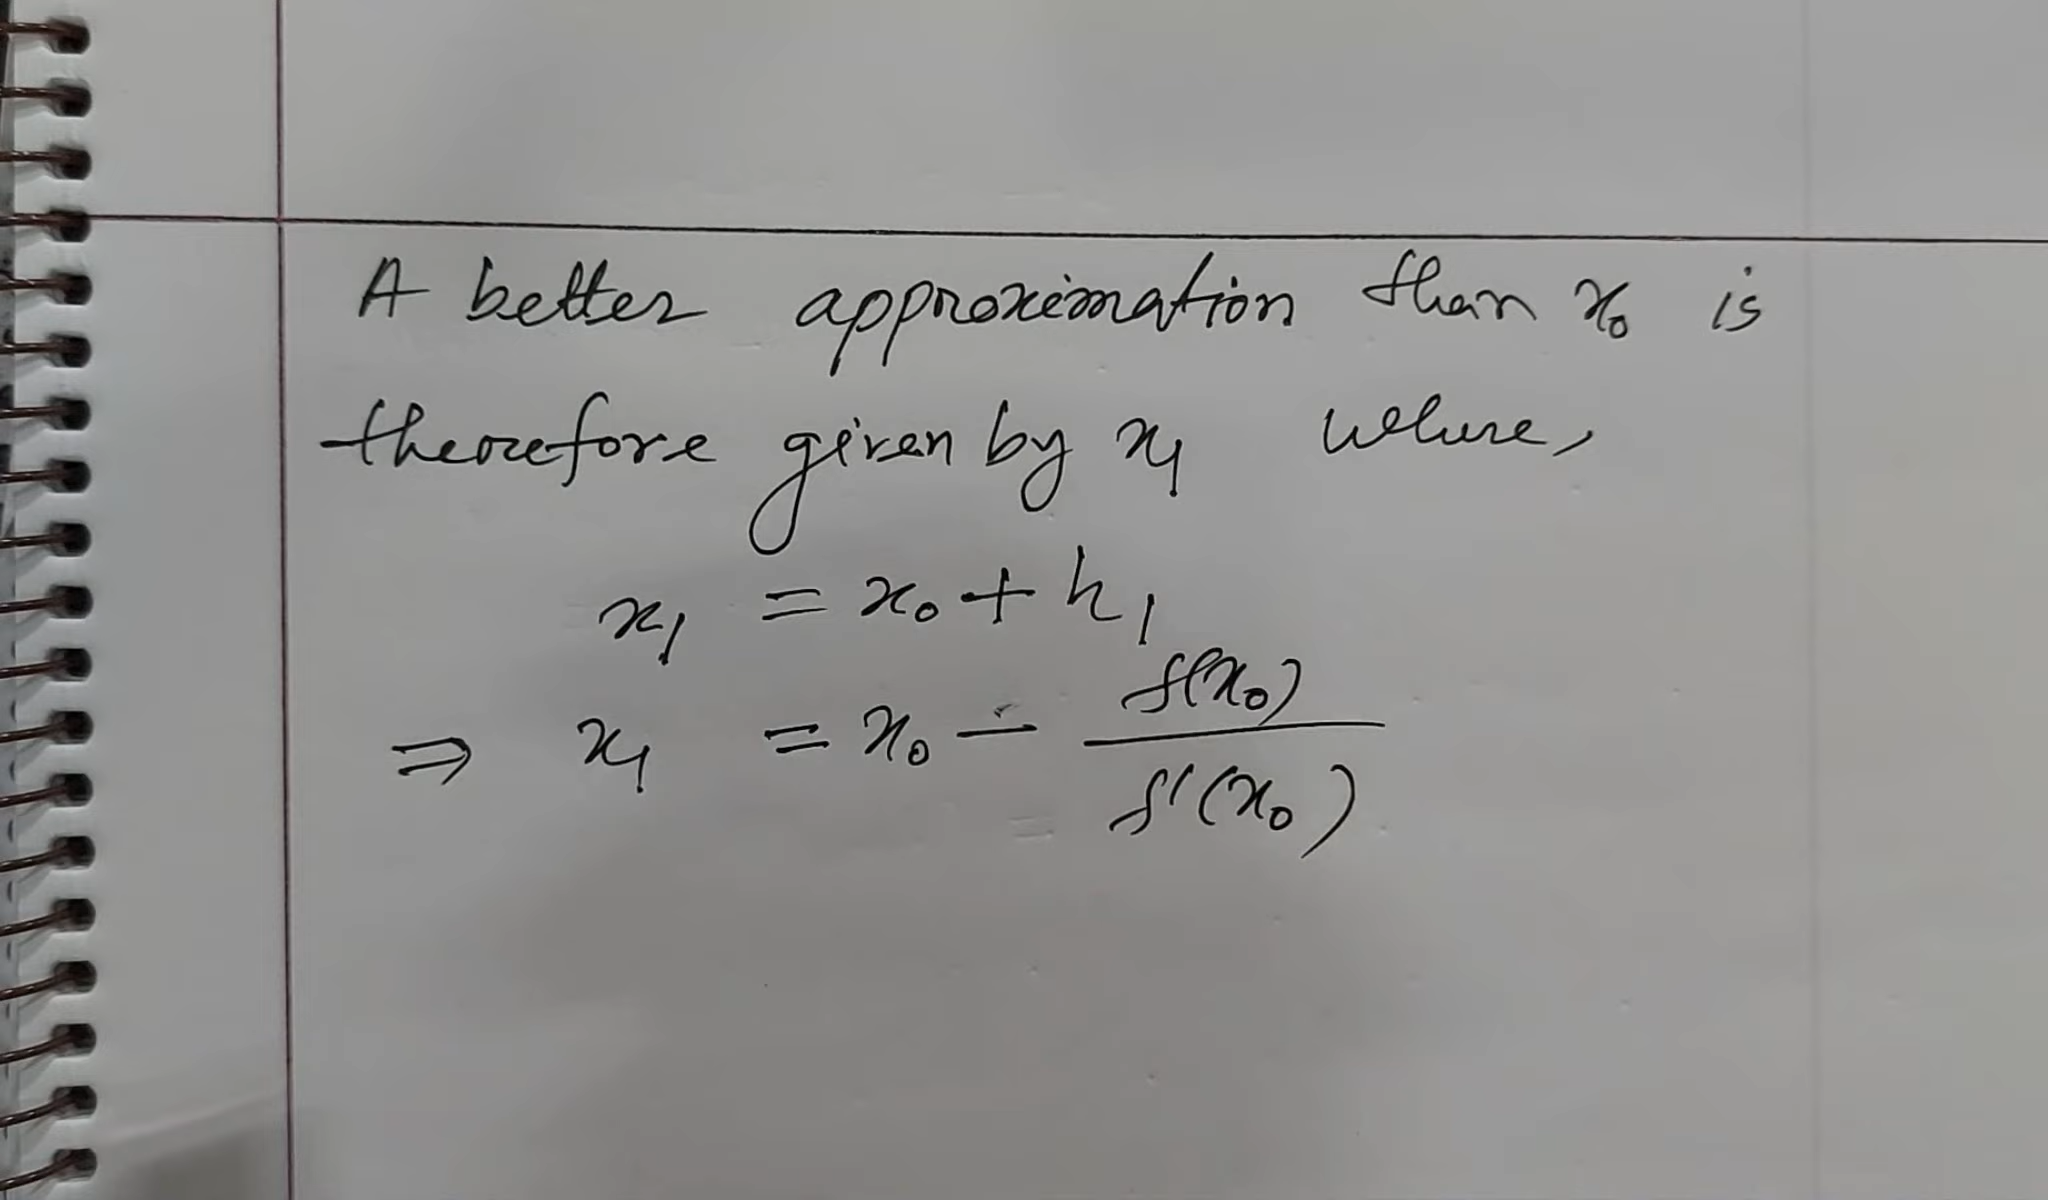 A better approximation than x₀ is
therefore given by x₁ where,
x₁ = x₀ + h₁
⇒ x₁ = x₀ - f(x₀) / f'(x₀)